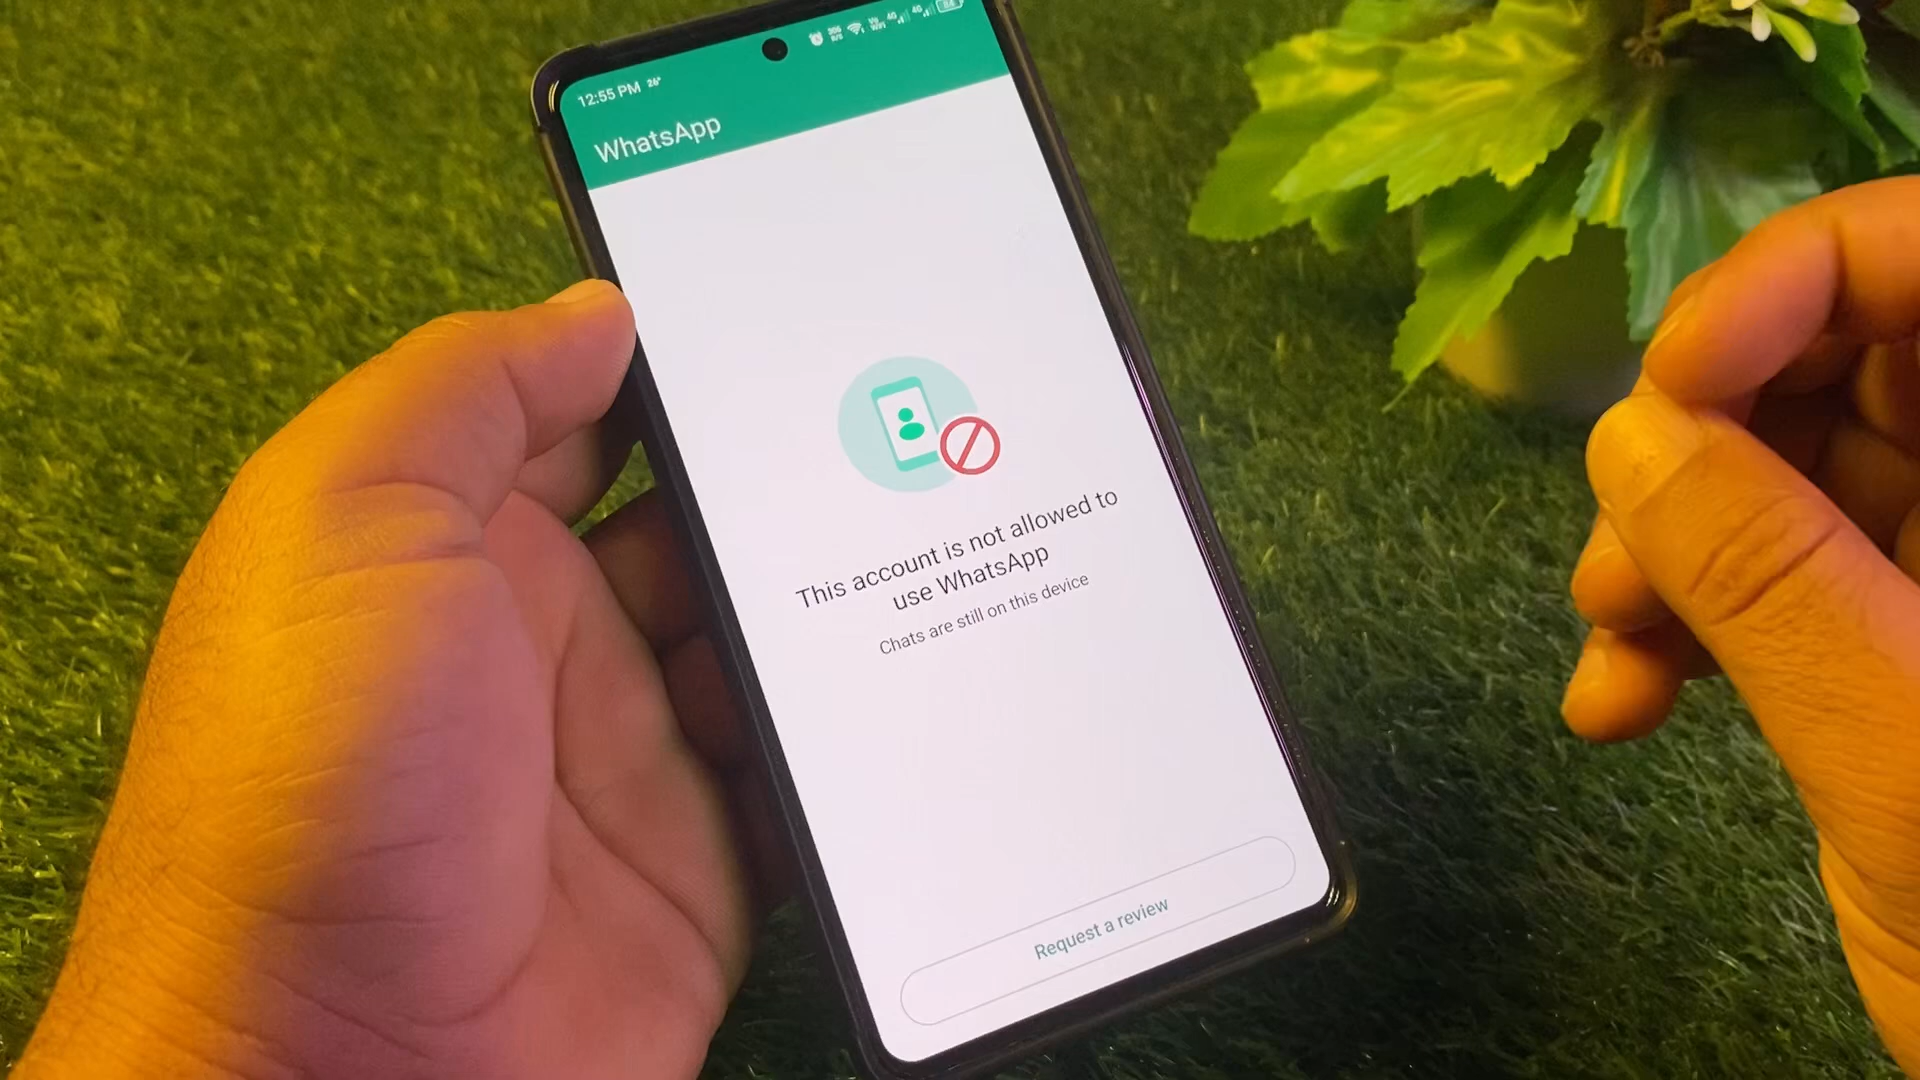 12:55 PM 26°
WhatsApp
This account is not allowed to
use WhatsApp
Chats are still on this device
Request a review